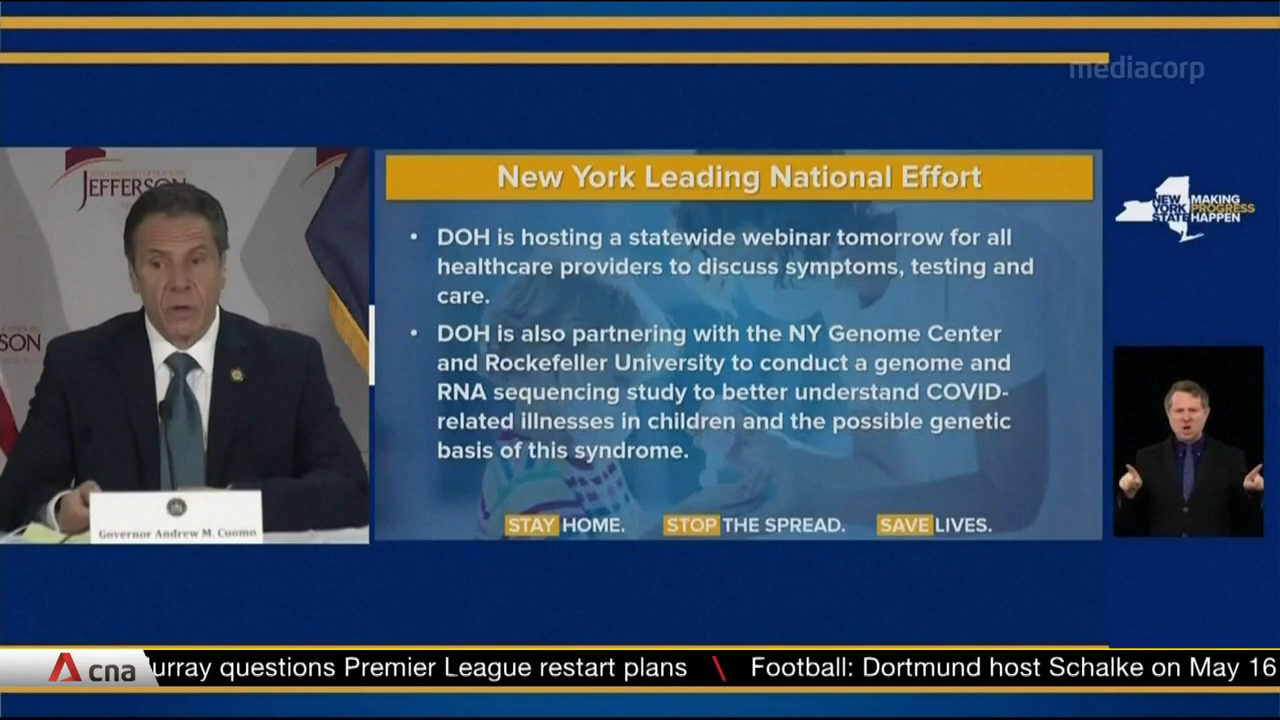 mediacorp
JEFFERSON
SON
New York Leading National Effort
• DOH is hosting a statewide webinar tomorrow for all
healthcare providers to discuss symptoms, testing and
care.
• DOH is also partnering with the NY Genome Center
and Rockefeller University to conduct a genome and
RNA sequencing study to better understand COVID-
related illnesses in children and the possible genetic
basis of this syndrome.
STAY HOME. STOP THE SPREAD. SAVE LIVES.
NEW YORK STATE
MAKING
PROGRESS
HAPPEN
Governor Andrew M. Cuomo
cna
urray questions Premier League restart plans \ Football: Dortmund host Schalke on May 16